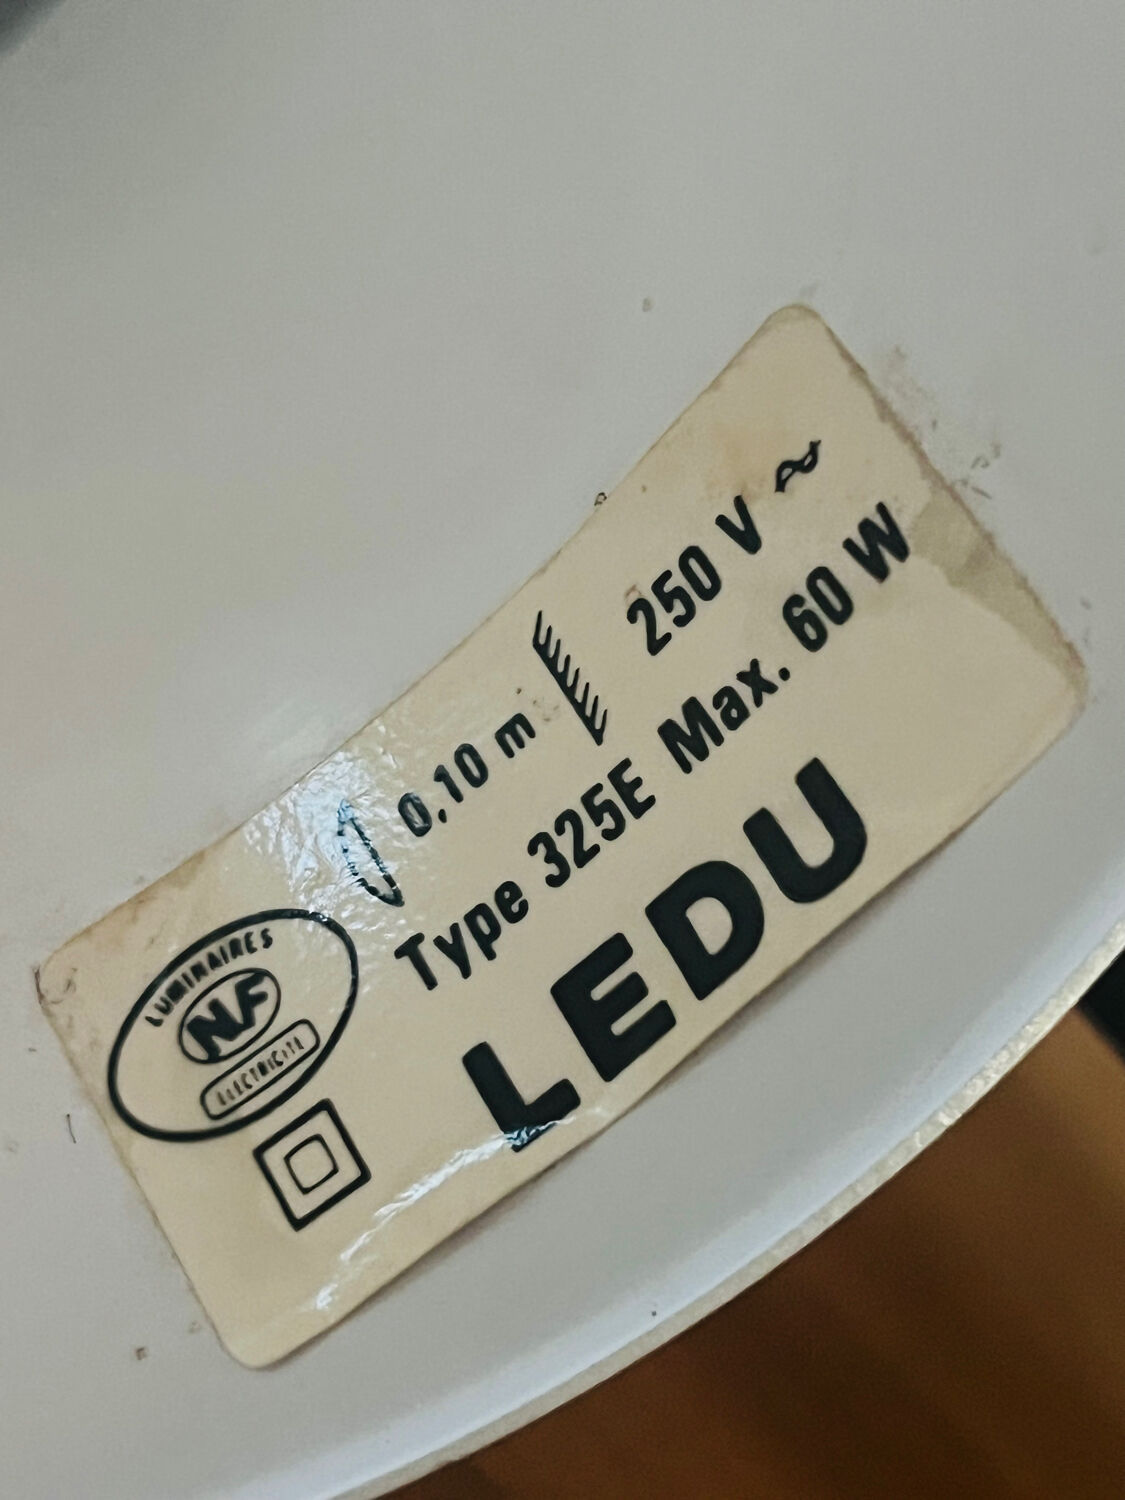 0,10 m 250 V ~
Type 325E Max. 60 W
LEDU
LUMINAIRES
NF
ELECTRICITE